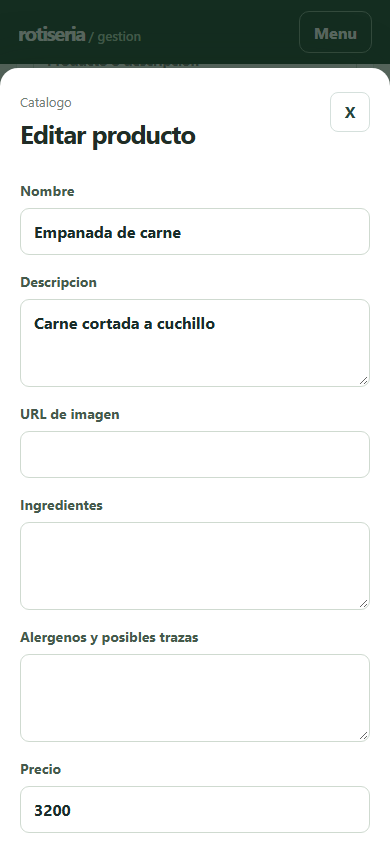 rotiseria / gestion
Menu
Catalogo
Editar producto
X
Nombre
Empanada de carne
Descripcion
Carne cortada a cuchillo
URL de imagen
Ingredientes
Alergenos y posibles trazas
Precio
3200